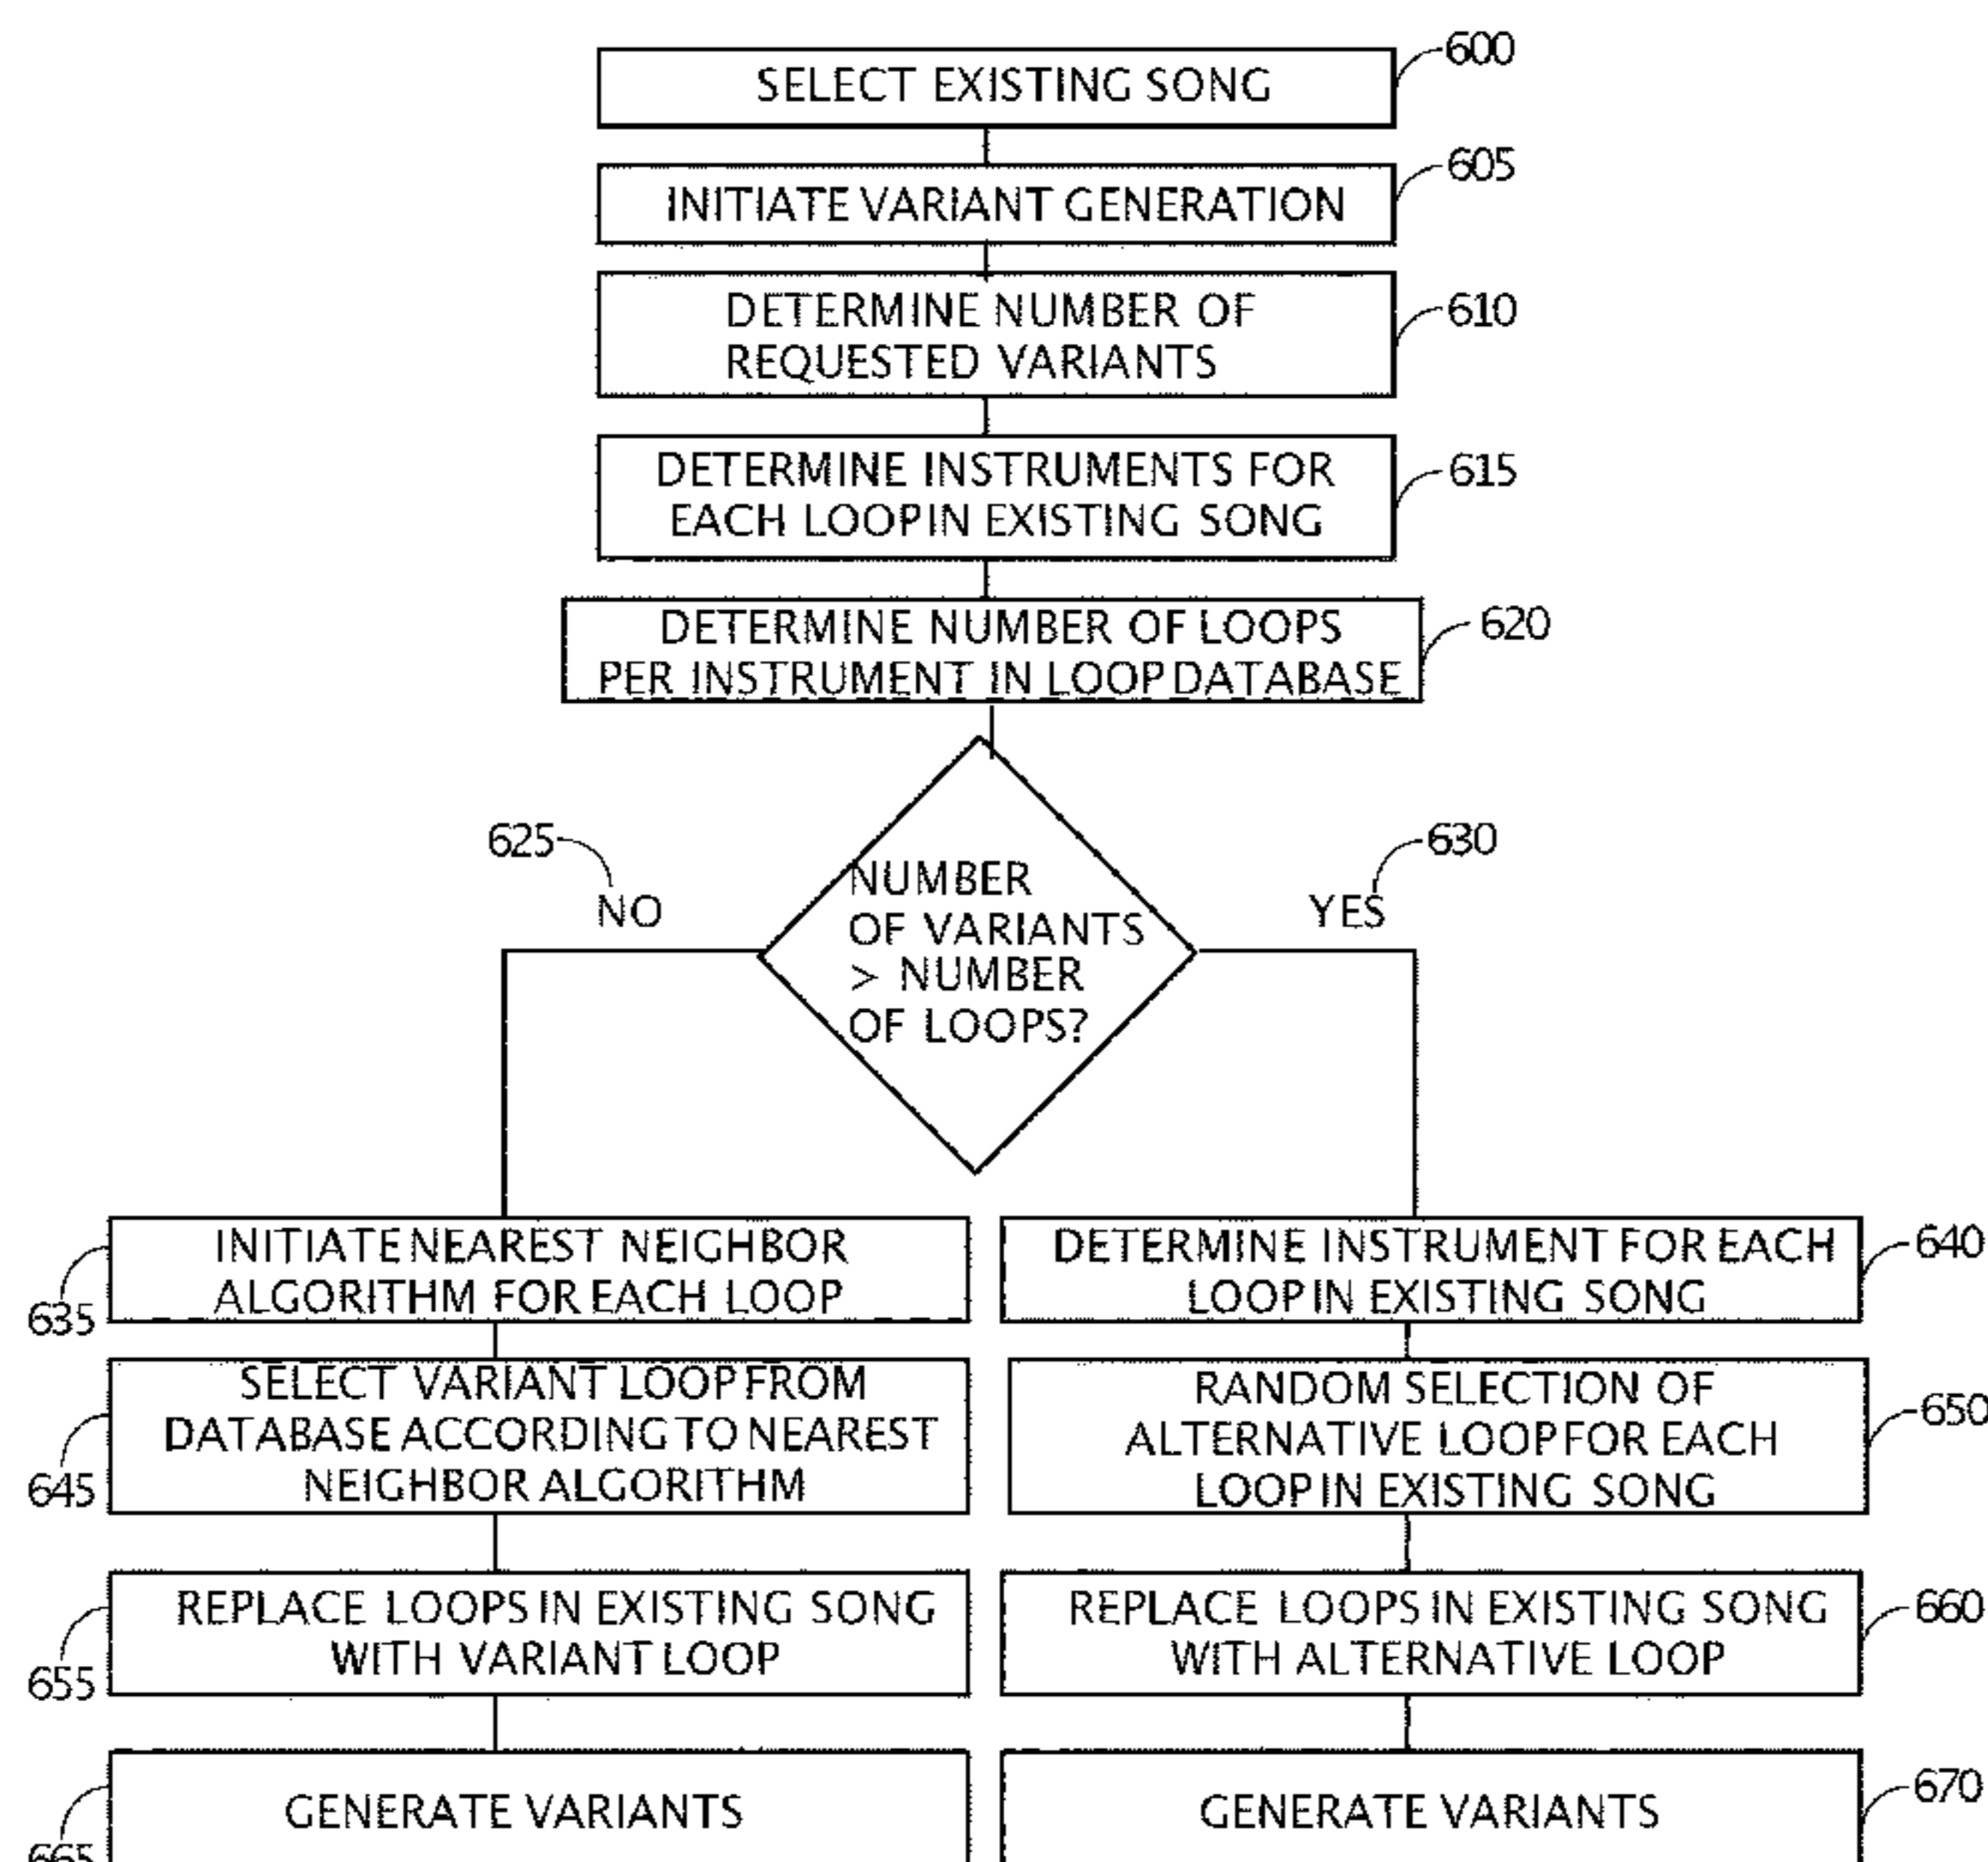 SELECT EXISTING SONG
600
INITIATE VARIANT GENERATION
605
DETERMINE NUMBER OF
REQUESTED VARIANTS
610
DETERMINE INSTRUMENTS FOR
EACH LOOP IN EXISTING SONG
615
DETERMINE NUMBER OF LOOPS
PER INSTRUMENT IN LOOP DATABASE
620
NUMBER
OF VARIANTS
> NUMBER
OF LOOPS?
625
NO
630
YES
INITIATE NEAREST NEIGHBOR
ALGORITHM FOR EACH LOOP
635
DETERMINE INSTRUMENT FOR EACH
LOOP IN EXISTING SONG
640
SELECT VARIANT LOOP FROM
DATABASE ACCORDING TO NEAREST
NEIGHBOR ALGORITHM
645
RANDOM SELECTION OF
ALTERNATIVE LOOP FOR EACH
LOOP IN EXISTING SONG
650
REPLACE LOOPS IN EXISTING SONG
WITH VARIANT LOOP
655
REPLACE LOOPS IN EXISTING SONG
WITH ALTERNATIVE LOOP
660
GENERATE VARIANTS
665
GENERATE VARIANTS
670